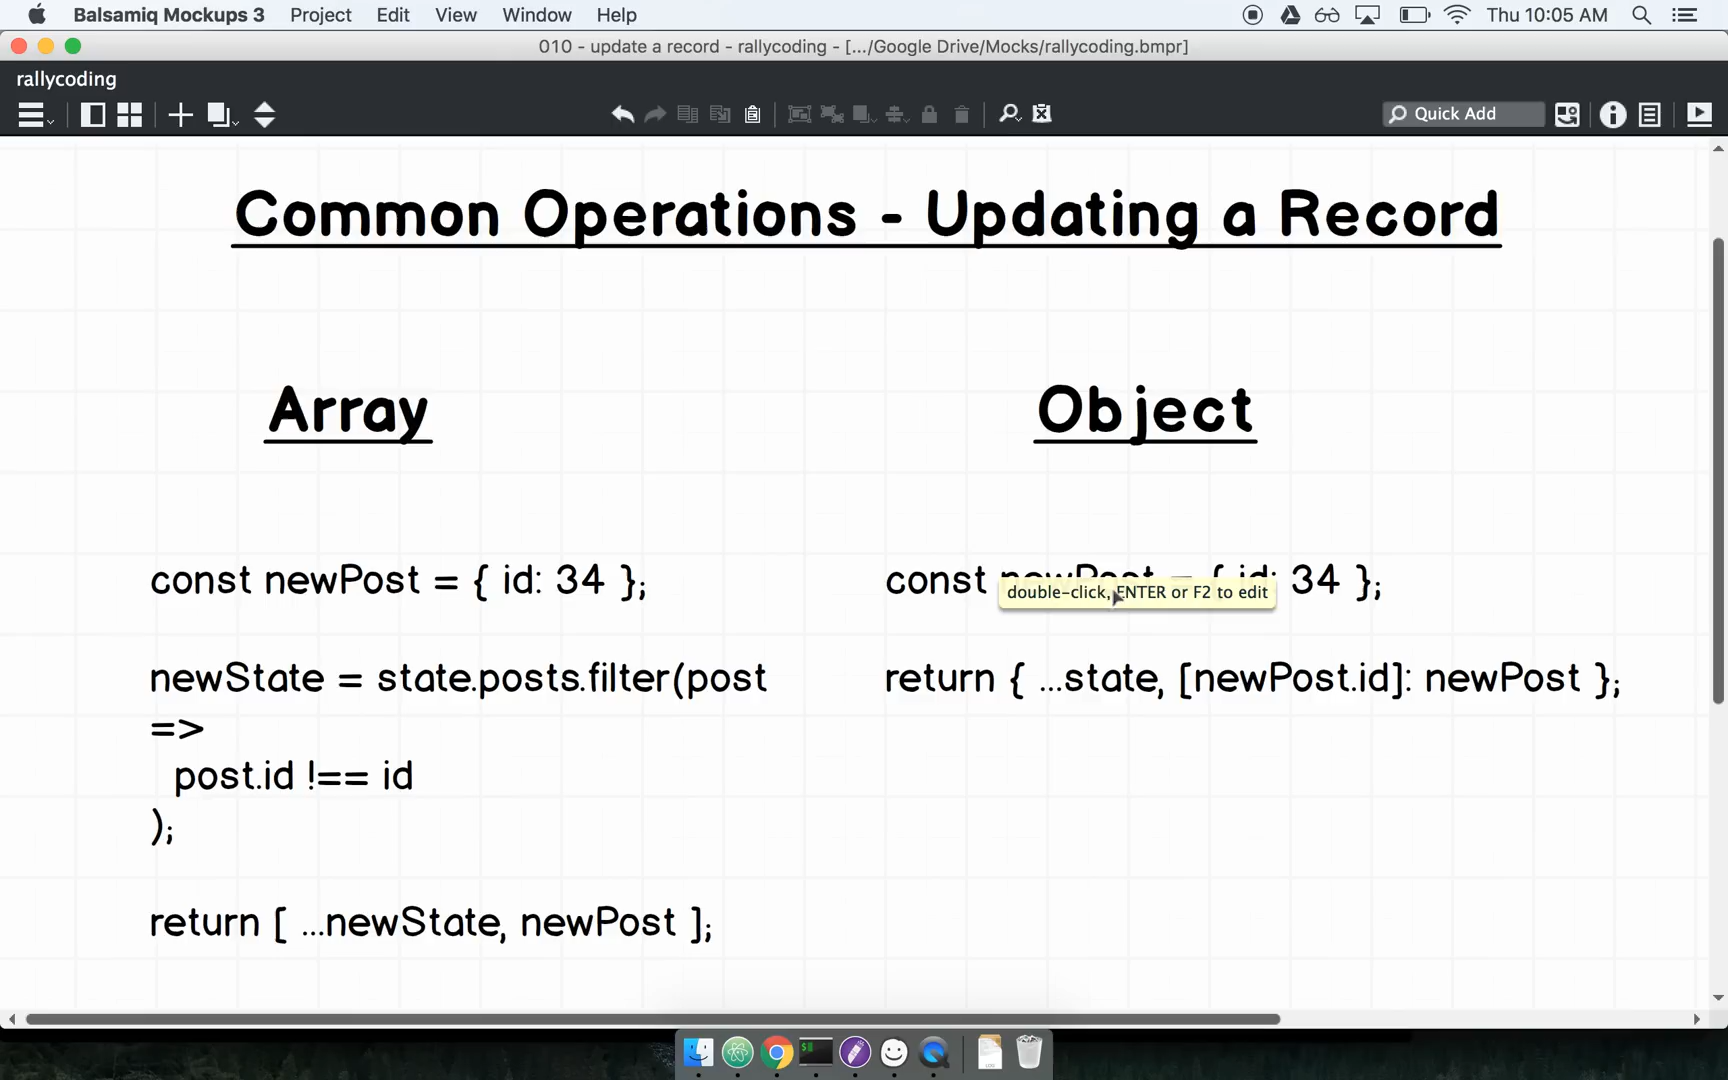 Balsamiq Mockups 3 Project Edit View Window Help Thu 10:05 AM
010 - update a record - rallycoding - [.../Google Drive/Mocks/rallycoding.bmpr]
rallycoding
Quick Add
Common Operations - Updating a Record
Array
Object
const newPost = { id: 34 };
newState = state.posts.filter(post
=>
post.id !== id
);
return [ ...newState, newPost ];
const newPost = { id: 34 };
double-click, ENTER or F2 to edit
return { ...state, [newPost.id]: newPost };